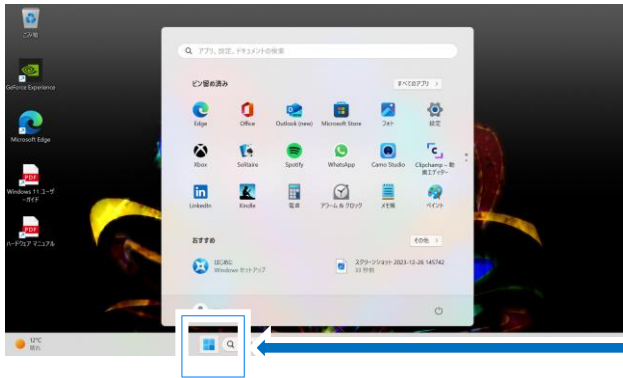 ごみ箱
GeForce Experience
Microsoft Edge
PDF
Windows 11 ユーザーガイド
PDF
ハードウェア マニュアル
アプリ、設定、ドキュメントの検索
ピン留め済み
すべてのアプリ
Edge
Office
Outlook (new)
Microsoft Store
フォト
設定
Xbox
Solitaire
Spotify
WhatsApp
Camo Studio
Clipchamp – 動画エディター
LinkedIn
Kindle
電卓
アラーム & クロック
メモ帳
ペイント
おすすめ
その他
はじめに
Windows セットアップ
スクリーンショット 2023-12-26 145742
33 秒前
12°C
晴れ